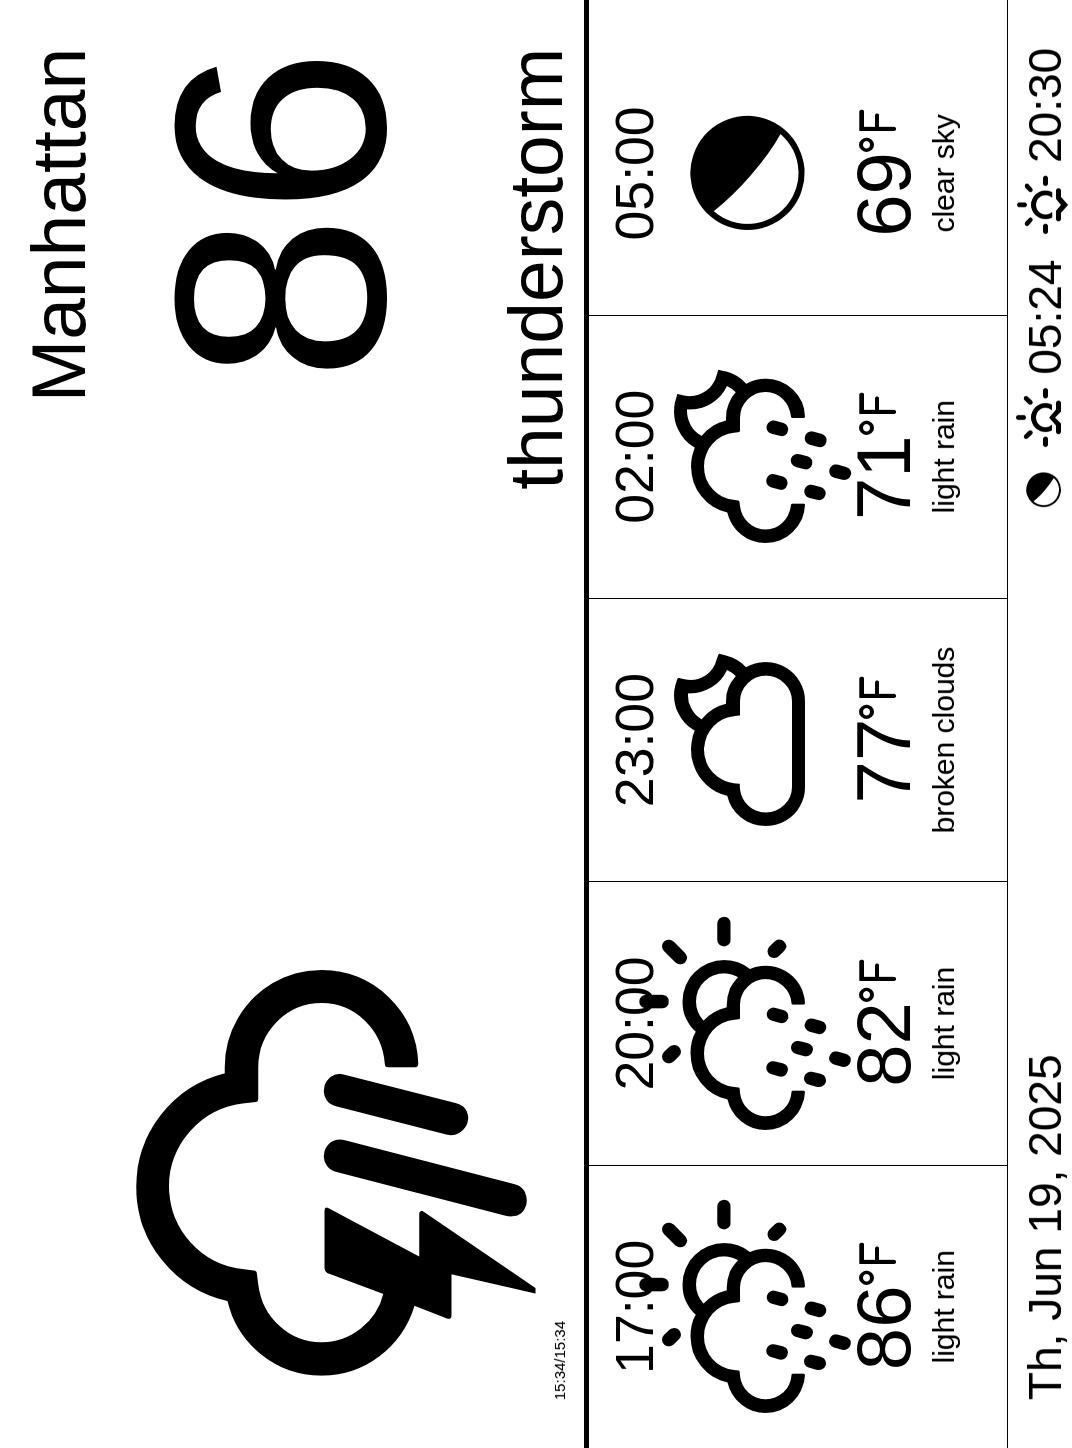 Manhattan
86
thunderstorm
15:34/15:34
17:00
86°F
light rain
20:00
82°F
light rain
23:00
77°F
broken clouds
02:00
71°F
light rain
05:00
69°F
clear sky
Th, Jun 19, 2025
05:24
20:30